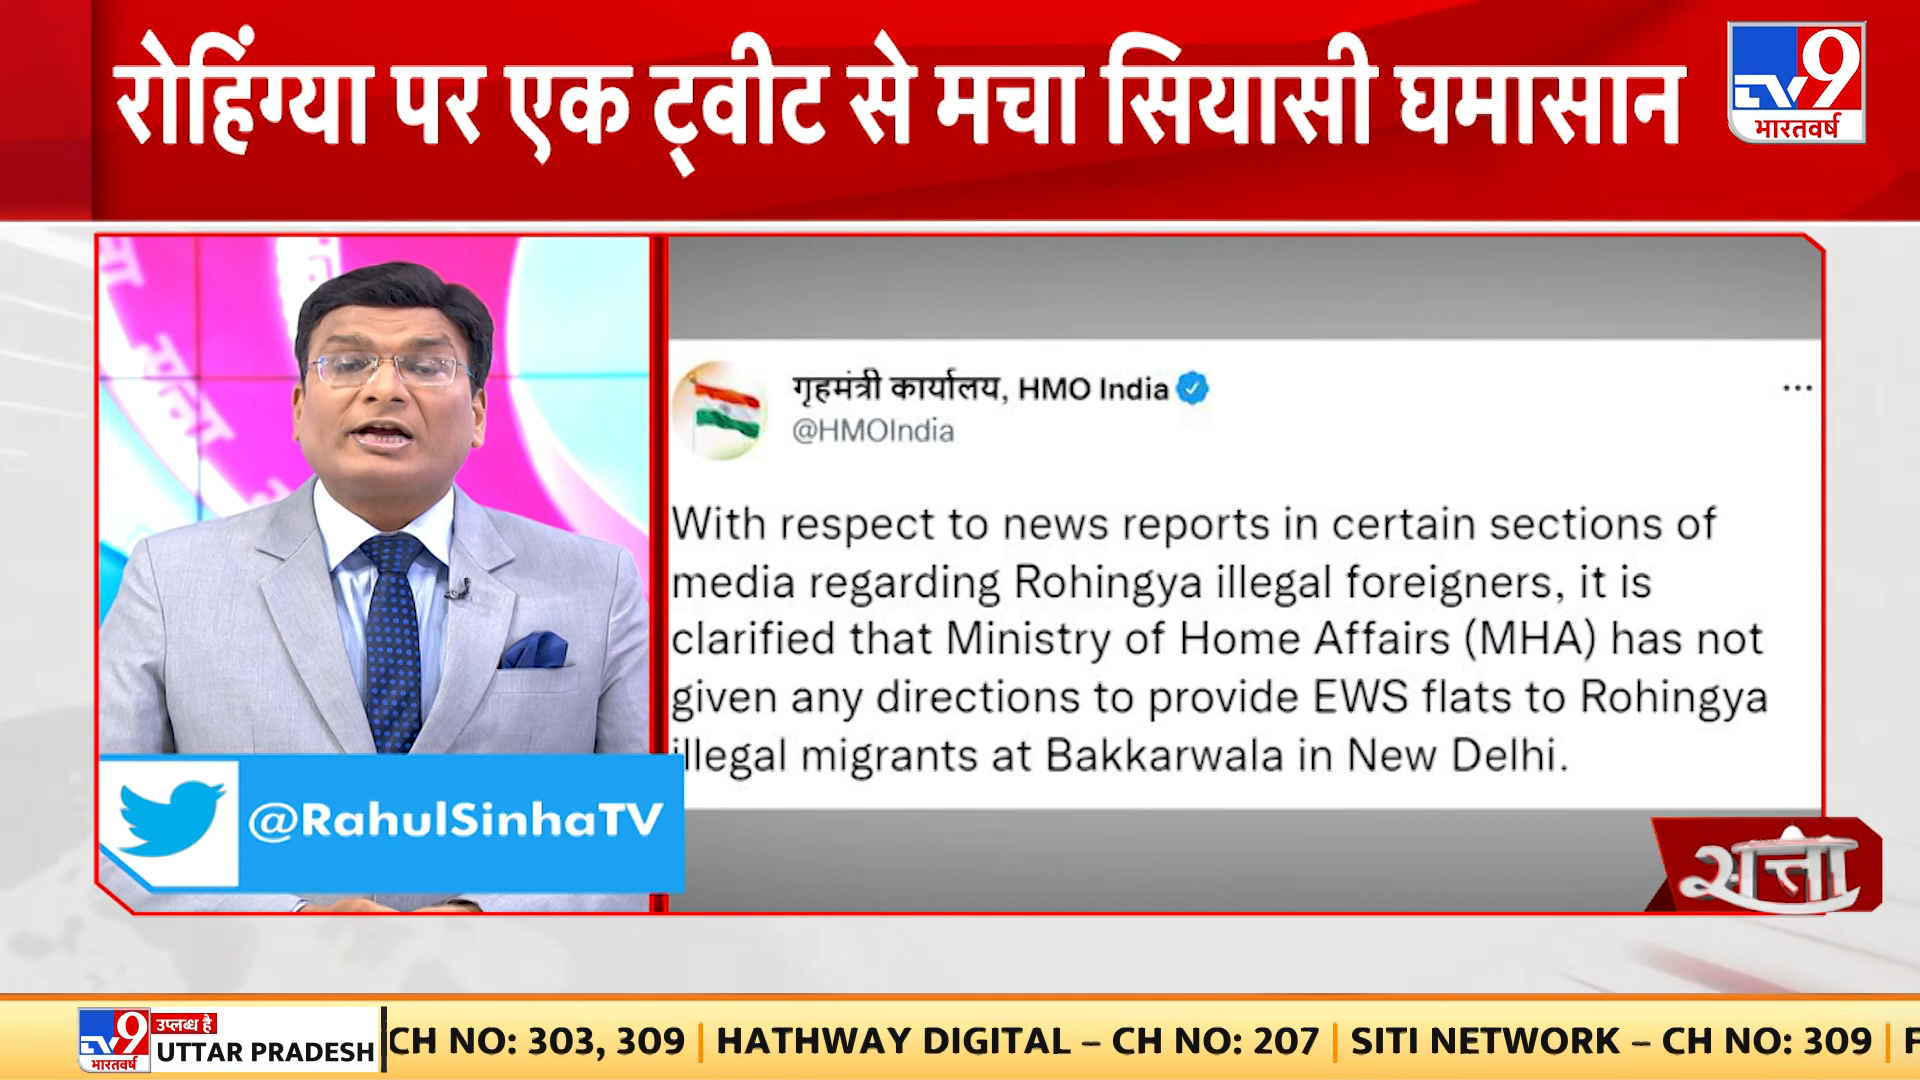 रोहिंग्या पर एक ट्वीट से मचा सियासी घमासान
TV9
भारतवर्ष
गृहमंत्री कार्यालय, HMO India
@HMOIndia
With respect to news reports in certain sections of
media regarding Rohingya illegal foreigners, it is
clarified that Ministry of Home Affairs (MHA) has not
given any directions to provide EWS flats to Rohingya
illegal migrants at Bakkarwala in New Delhi.
@RahulSinhaTV
सत्ता
TV9
भारतवर्ष
उप्लब्ध है
UTTAR PRADESH
CH NO: 303, 309 | HATHWAY DIGITAL – CH NO: 207 | SITI NETWORK – CH NO: 309 | F